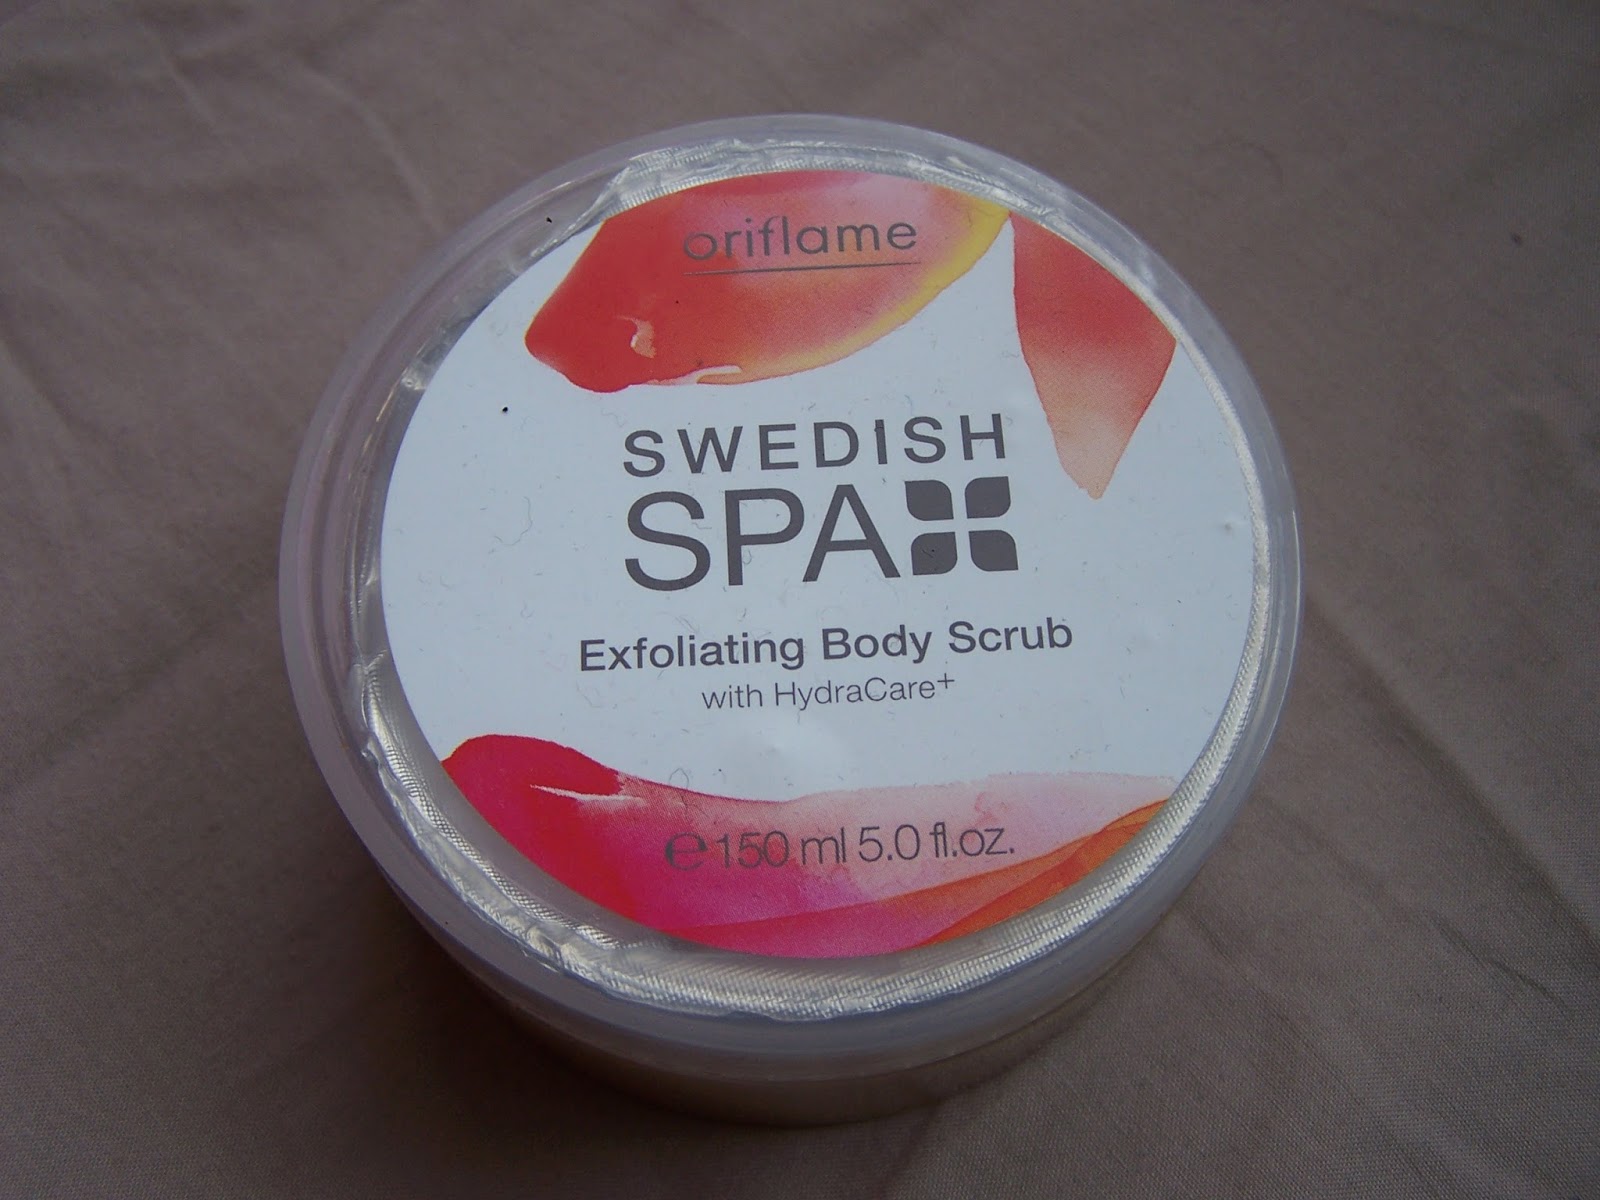 oriflame
SWEDISH
SPA
Exfoliating Body Scrub
with HydraCare+
℮ 150 ml 5.0 fl.oz.